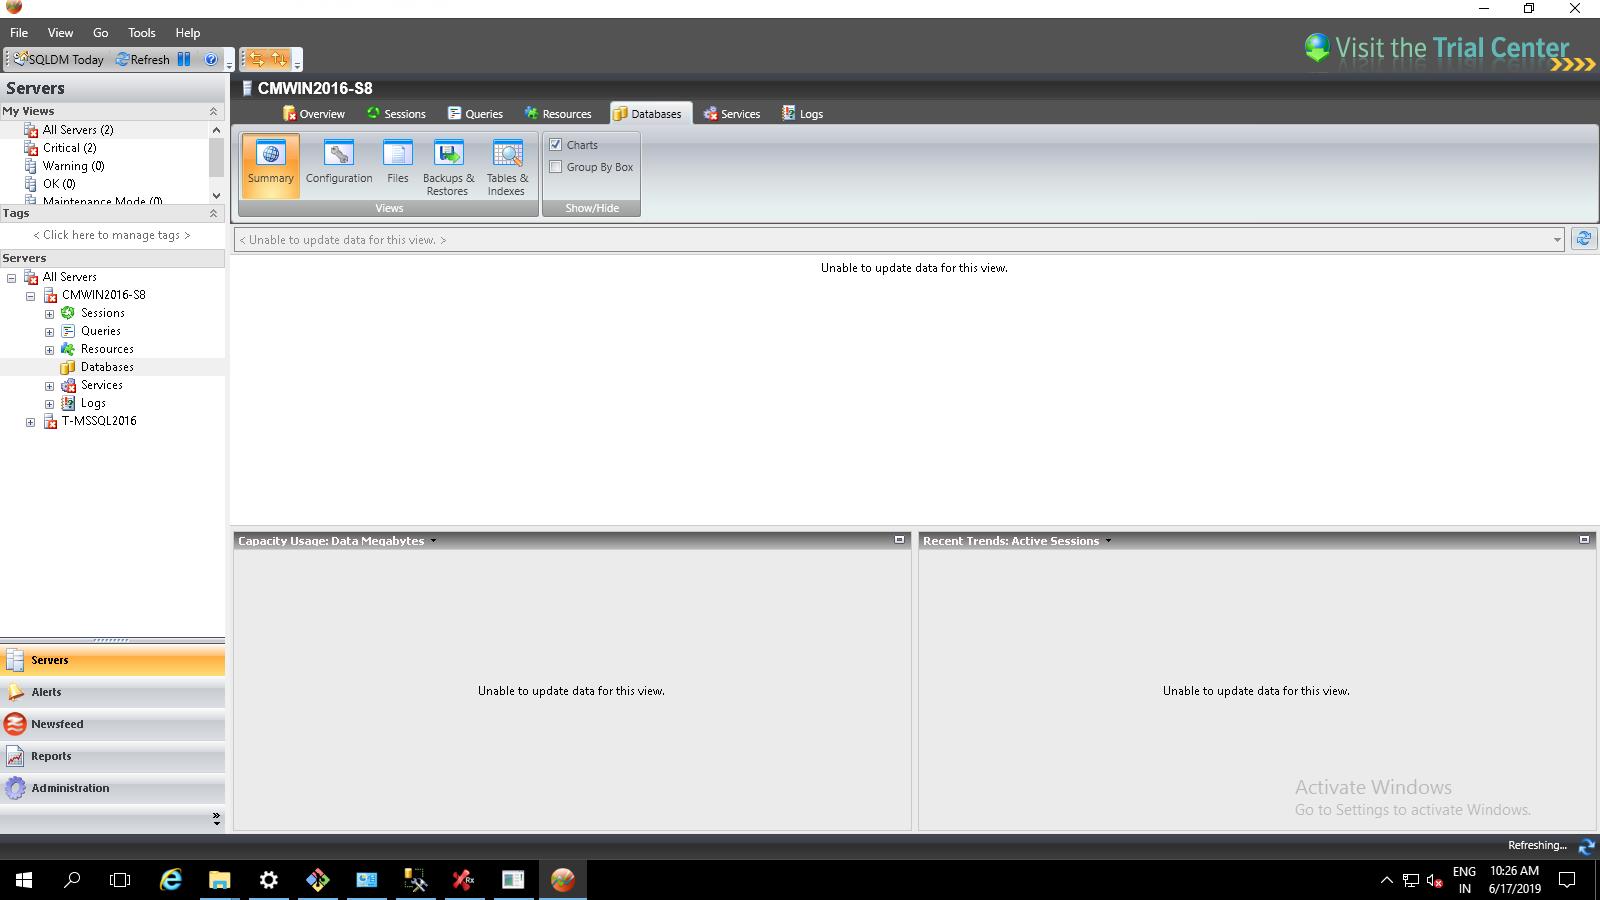 File View Go Tools Help
Visit the Trial Center
SQLDM Today Refresh
Servers
CMWIN2016-S8
My Views
Overview Sessions Queries Resources Databases Services Logs
All Servers (2)
Critical (2)
Warning (0)
OK (0)
Maintenance Mode (0)
Summary Configuration Files Backups & Restores Tables & Indexes
Views
Charts
Group By Box
Show/Hide
Tags
< Click here to manage tags >
< Unable to update data for this view. >
Servers
All Servers
CMWIN2016-S8
Sessions
Queries
Resources
Databases
Services
Logs
T-MSSQL2016
Unable to update data for this view.
Capacity Usage: Data Megabytes
Recent Trends: Active Sessions
Unable to update data for this view.
Unable to update data for this view.
Servers
Alerts
Newsfeed
Reports
Administration
Activate Windows
Go to Settings to activate Windows.
Refreshing...
ENG
IN
10:26 AM
6/17/2019